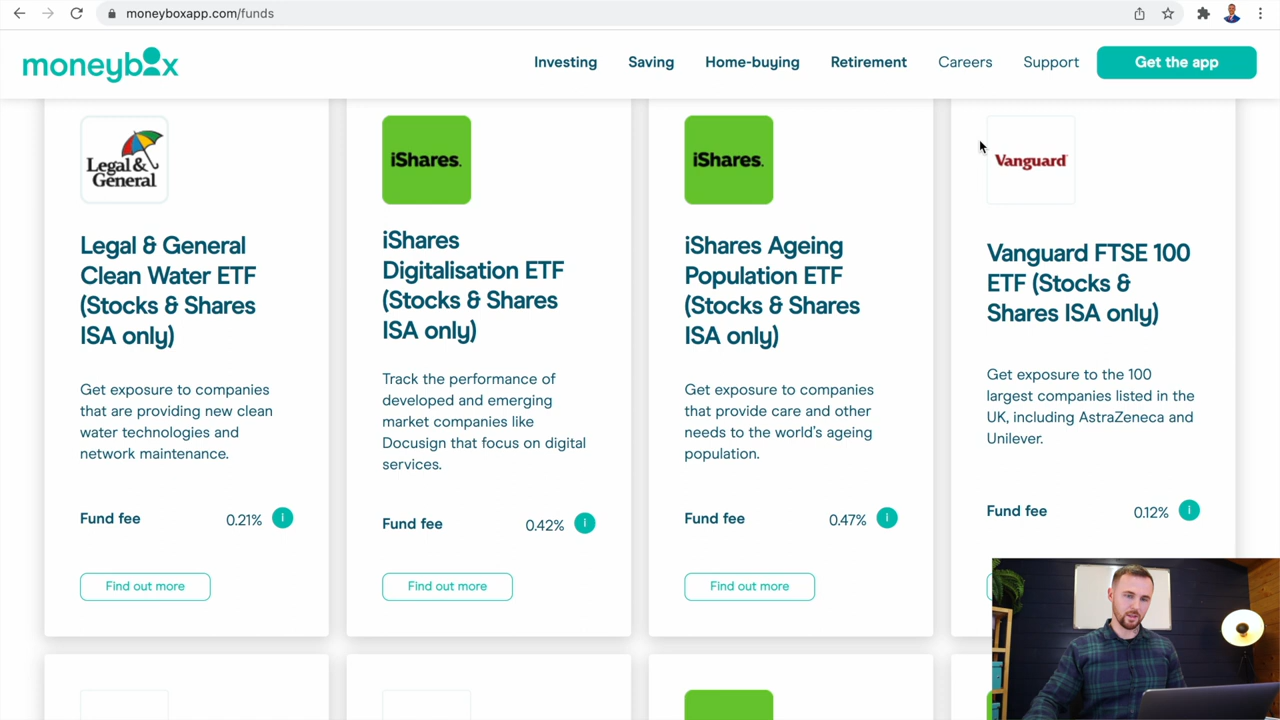 moneyboxapp.com/funds
moneybox
Investing
Saving
Home-buying
Retirement
Careers
Support
Get the app
Legal &
General
Legal & General
Clean Water ETF
(Stocks & Shares
ISA only)
Get exposure to companies
that are providing new clean
water technologies and
network maintenance.
Fund fee
0.21%
i
Find out more
iShares.
iShares
Digitalisation ETF
(Stocks & Shares
ISA only)
Track the performance of
developed and emerging
market companies like
Docusign that focus on digital
services.
Fund fee
0.42%
i
Find out more
iShares.
iShares Ageing
Population ETF
(Stocks & Shares
ISA only)
Get exposure to companies
that provide care and other
needs to the world's ageing
population.
Fund fee
0.47%
i
Find out more
Vanguard
Vanguard FTSE 100
ETF (Stocks &
Shares ISA only)
Get exposure to the 100
largest companies listed in the
UK, including AstraZeneca and
Unilever.
Fund fee
0.12%
i